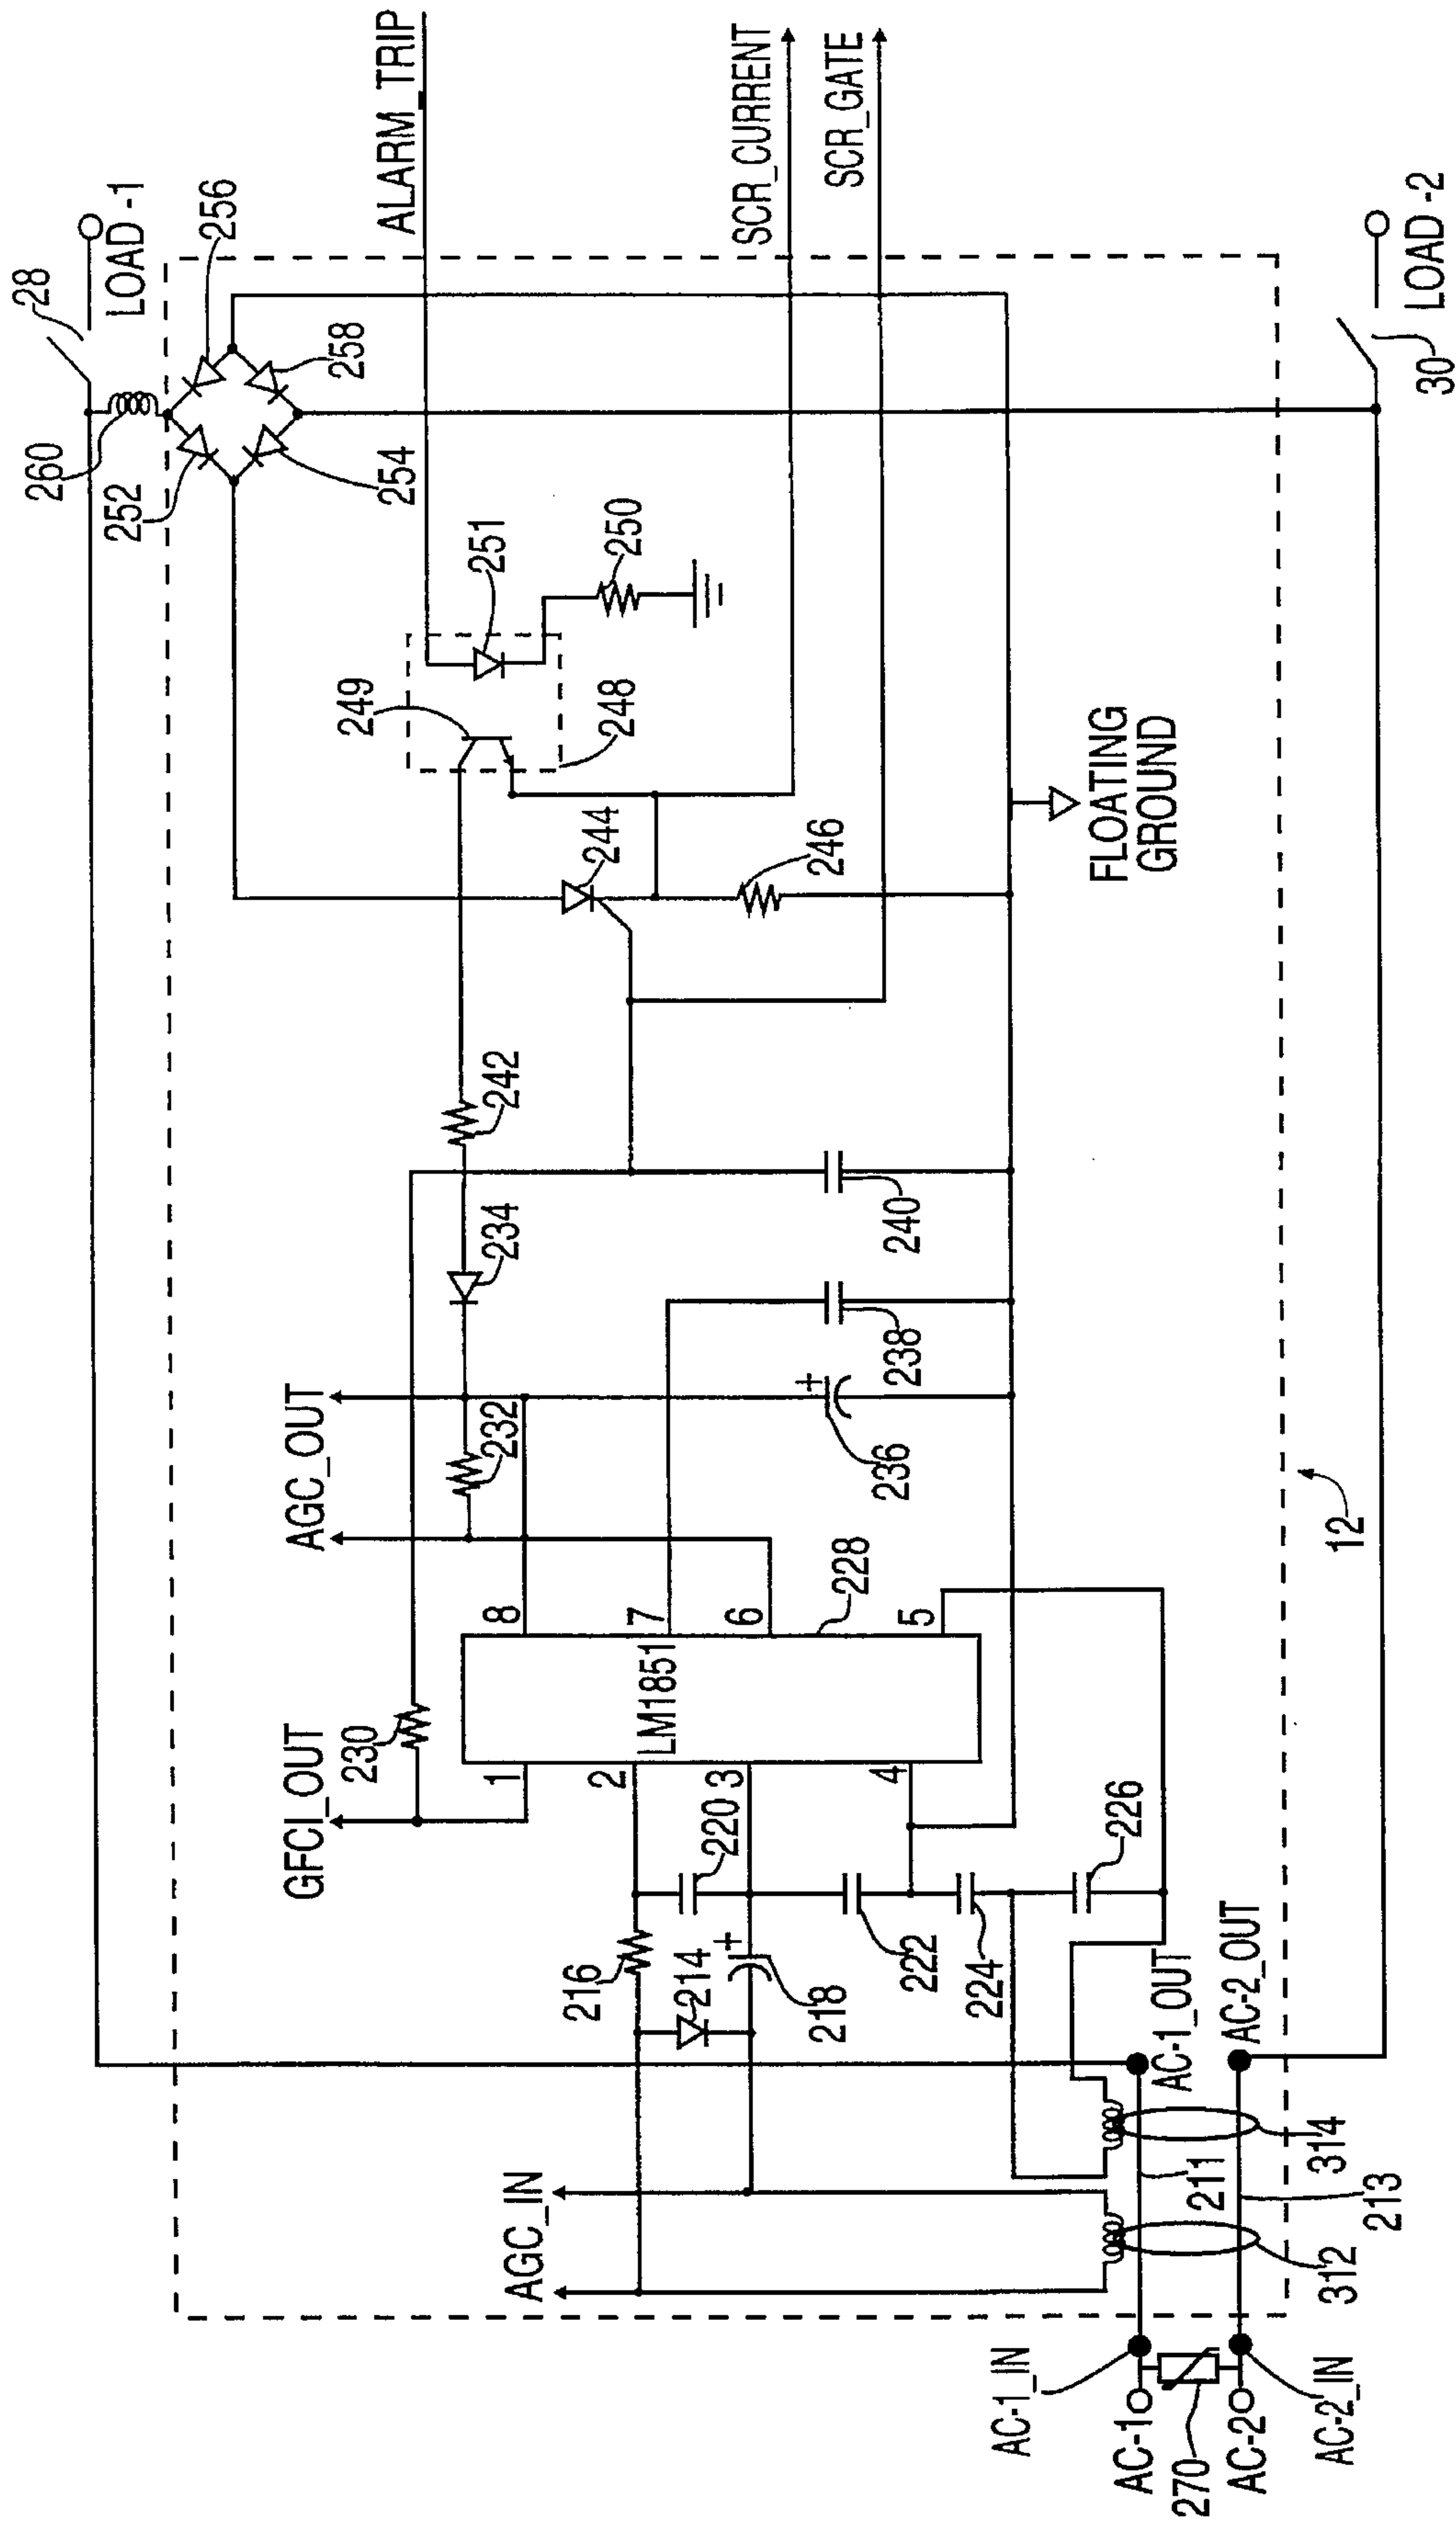 28
LOAD -1
256
260
252
258
254
ALARM_TRIP
251
250
249
248
SCR_CURRENT
SCR_GATE
244
246
FLOATING
GROUND
242
234
240
238
236
+
AGC_OUT
AGC_OUT
232
GFCI_OUT
230
8
7
6
5
228
LM1851
1
2
3
4
220
216
214
+
218
222
224
226
AGC_IN
AC-1_OUT
AC-2_OUT
12
211
314
213
312
AC-1_IN
AC-1
270
AC-2
AC-2_IN
LOAD -2
30